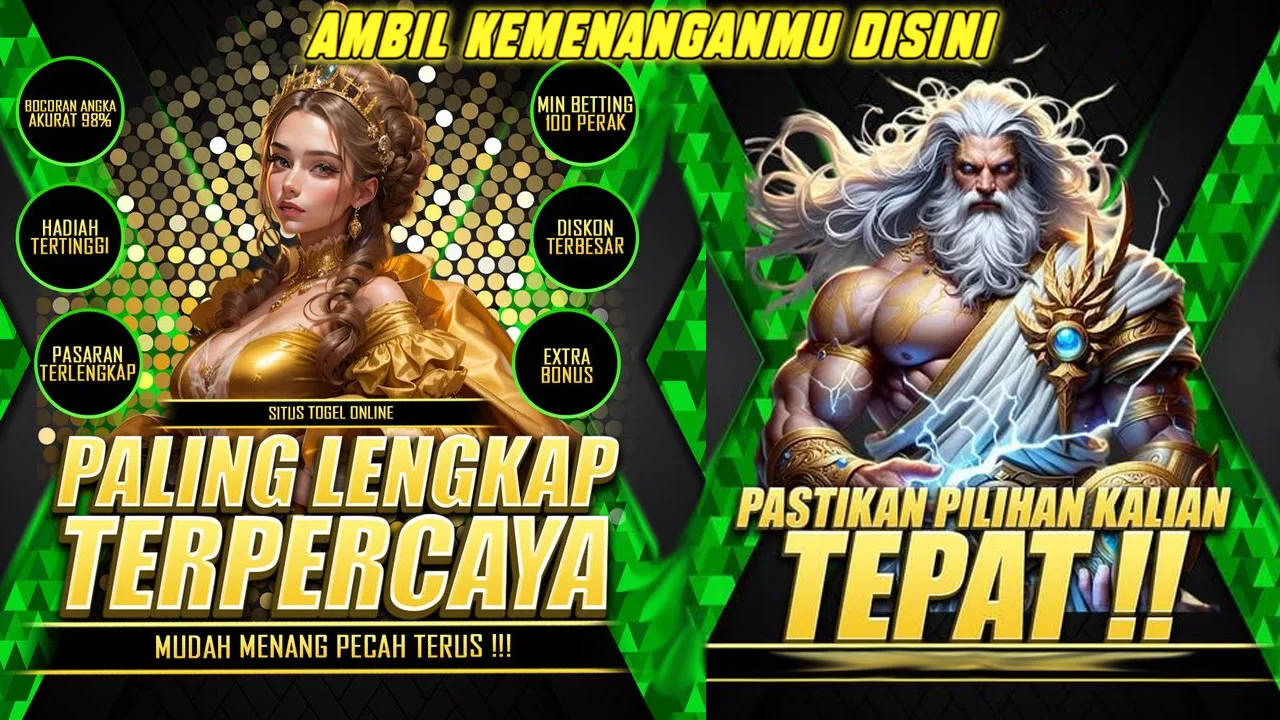 AMBIL KEMENANGANMU DISINI
BOCORAN ANGKA
AKURAT 98%
MIN BETTING
100 PERAK
HADIAH
TERTINGGI
DISKON
TERBESAR
PASARAN
TERLENGKAP
EXTRA
BONUS
SITUS TOGEL ONLINE
PALING LENGKAP
TERPERCAYA
MUDAH MENANG PECAH TERUS !!!
PASTIKAN PILIHAN KALIAN
TEPAT !!